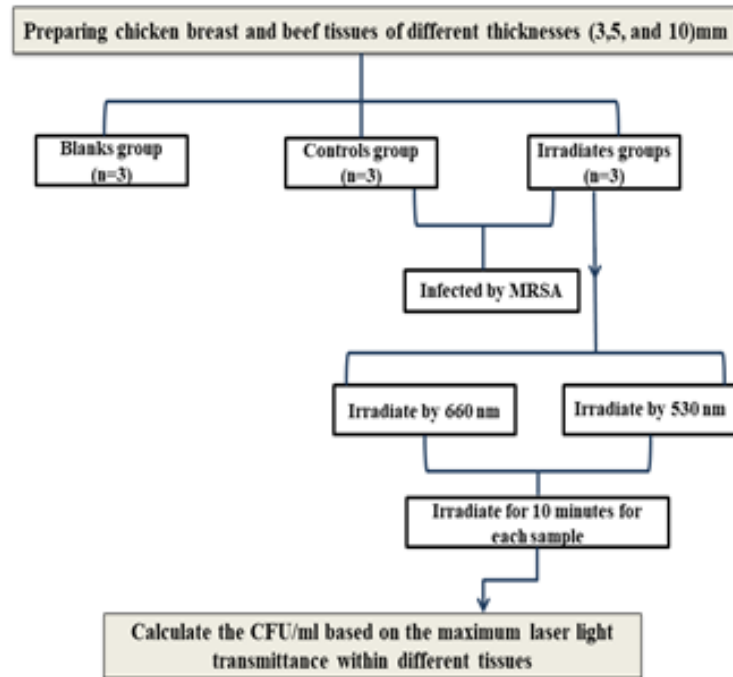 Preparing chicken breast and beef tissues of different thicknesses (3,5, and 10)mm
Blanks group
(n=3)
Controls group
(n=3)
Irradiates groups
(n=3)
Infected by MRSA
Irradiate by 660 nm
Irradiate by 530 nm
Irradiate for 10 minutes for
each sample
Calculate the CFU/ml based on the maximum laser light
transmittance within different tissues